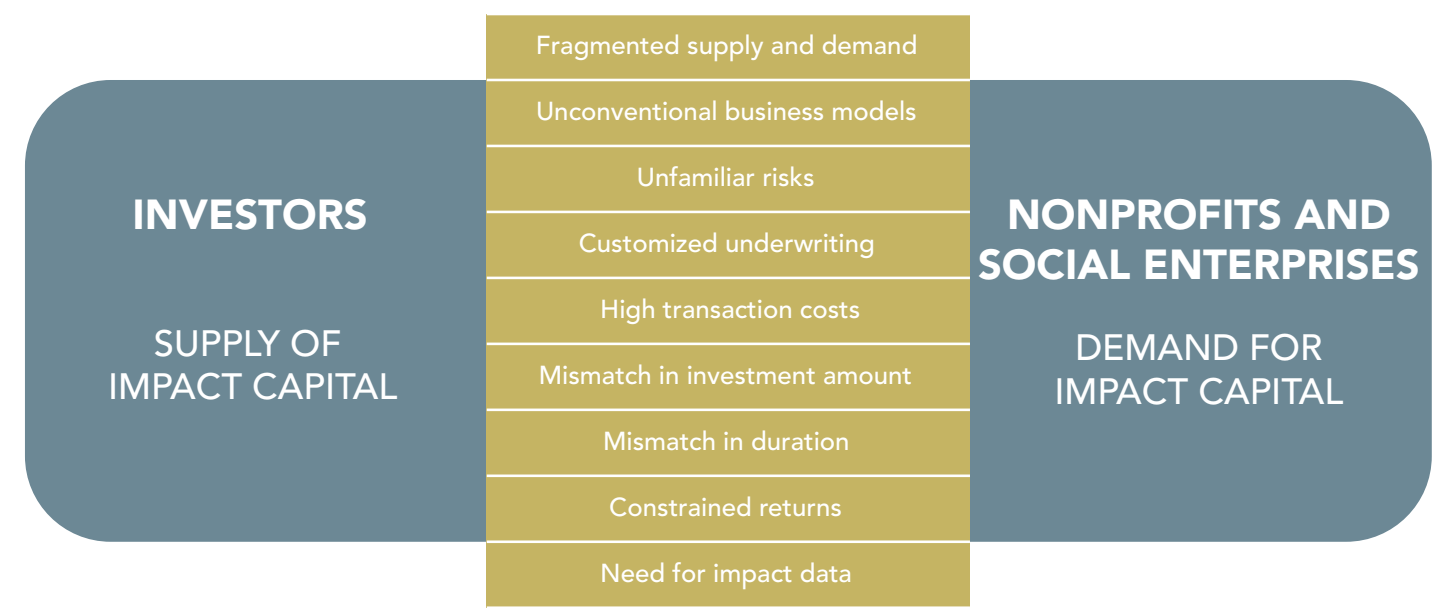 INVESTORS
SUPPLY OF
IMPACT CAPITAL
Fragmented supply and demand
Unconventional business models
Unfamiliar risks
Customized underwriting
High transaction costs
Mismatch in investment amount
Mismatch in duration
Constrained returns
Need for impact data
NONPROFITS AND
SOCIAL ENTERPRISES
DEMAND FOR
IMPACT CAPITAL